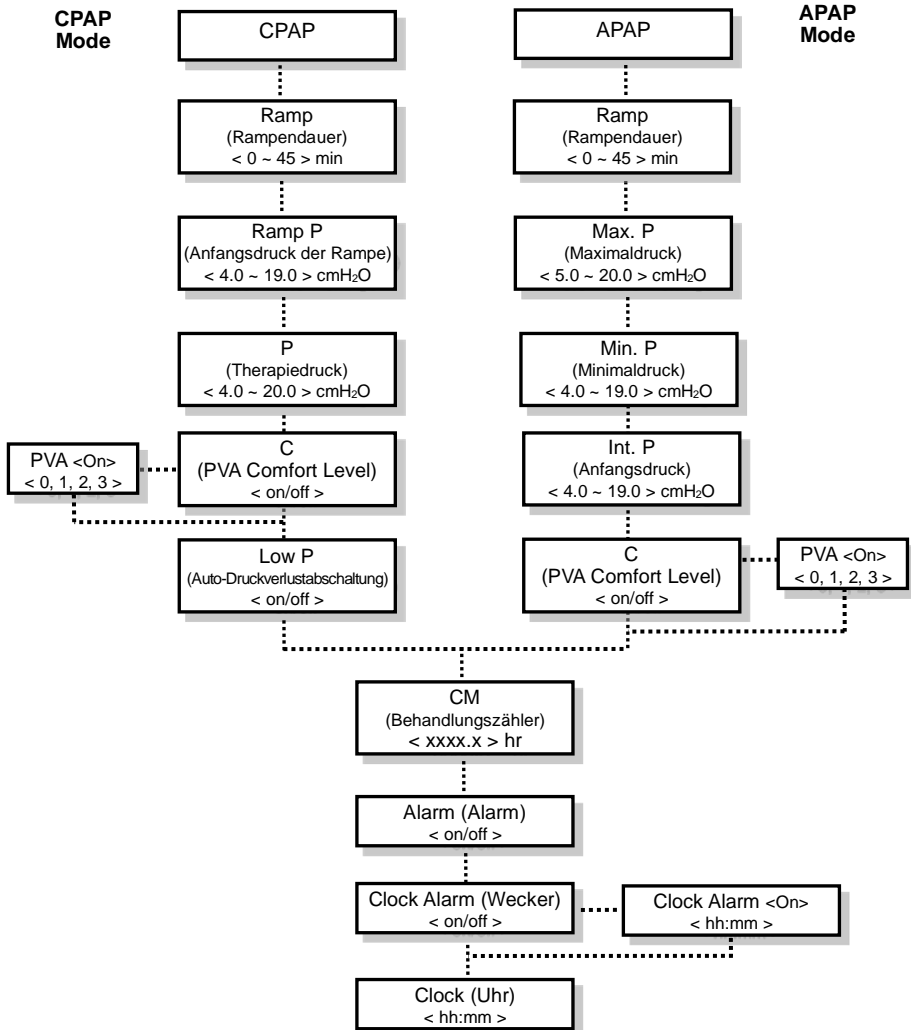 CPAP
Mode
CPAP
Ramp
(Rampendauer)
< 0 ~ 45 > min
Ramp P
(Anfangsdruck der Rampe)
< 4.0 ~ 19.0 > cmH₂O
P
(Therapiedruck)
< 4.0 ~ 20.0 > cmH₂O
C
(PVA Comfort Level)
< on/off >
PVA <On>
< 0, 1, 2, 3 >
Low P
(Auto-Druckverlustabschaltung)
< on/off >
APAP
Mode
APAP
Ramp
(Rampendauer)
< 0 ~ 45 > min
Max. P
(Maximaldruck)
< 5.0 ~ 20.0 > cmH₂O
Min. P
(Minimaldruck)
< 4.0 ~ 19.0 > cmH₂O
Int. P
(Anfangsdruck)
< 4.0 ~ 19.0 > cmH₂O
C
(PVA Comfort Level)
< on/off >
PVA <On>
< 0, 1, 2, 3 >
CM
(Behandlungszähler)
< xxxx.x > hr
Alarm (Alarm)
< on/off >
Clock Alarm (Wecker)
< on/off >
Clock Alarm <On>
< hh:mm >
Clock (Uhr)
< hh:mm >